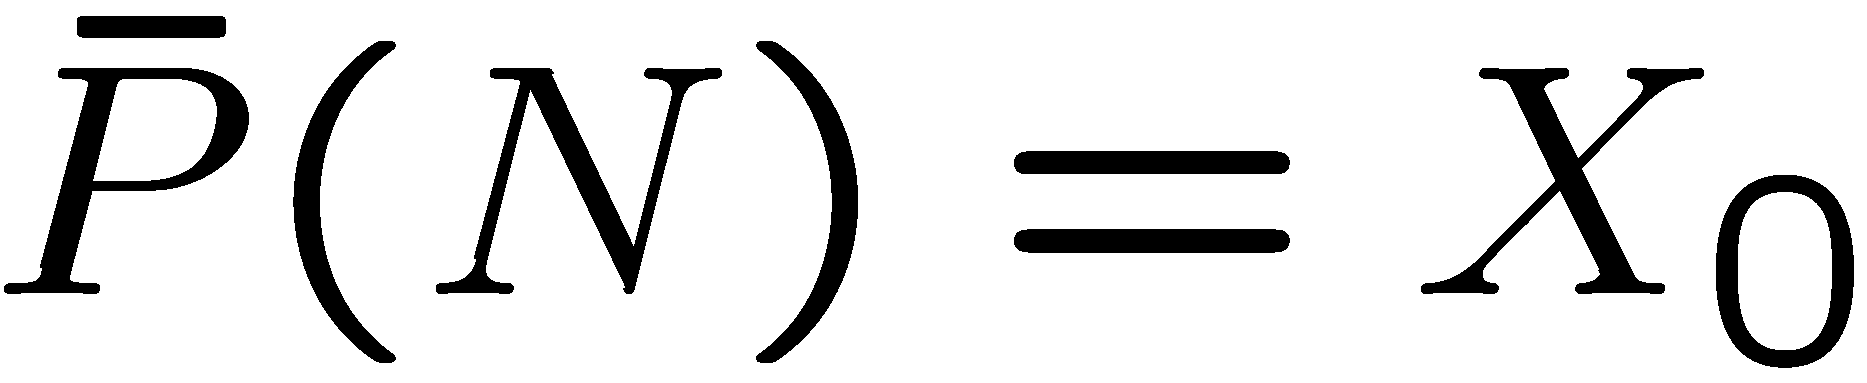 P̄(N) = X₀